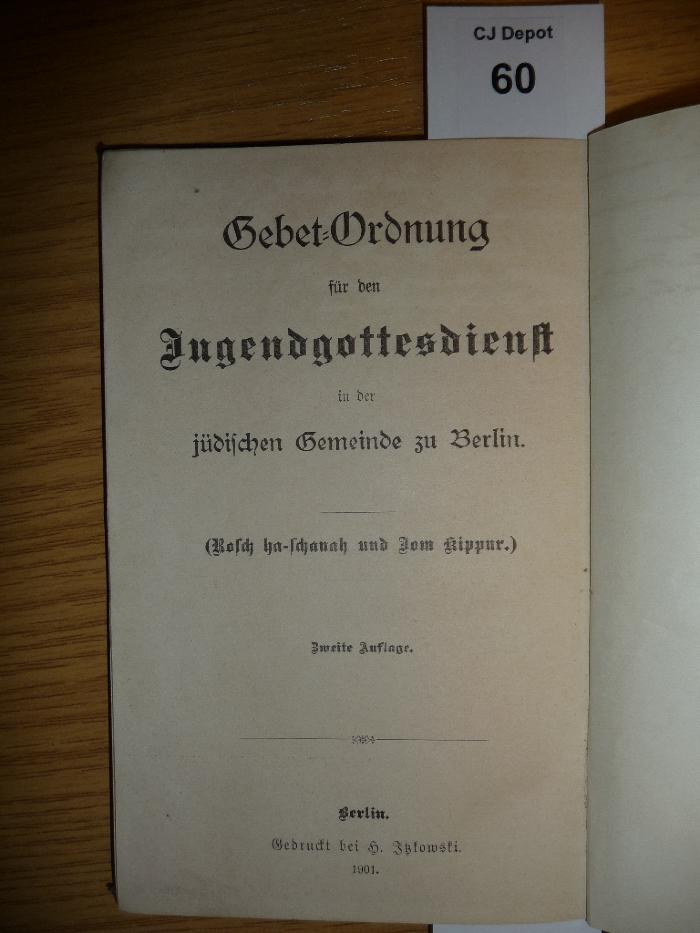 CJ Depot
60
Gebet-Ordnung
für den
Jugendgottesdienst
in der
jüdischen Gemeinde zu Berlin.
(Rosch ha-schanah und Jom Kippur.)
Zweite Auflage.
Berlin.
Gedruckt bei H. Itzkowski.
1901.